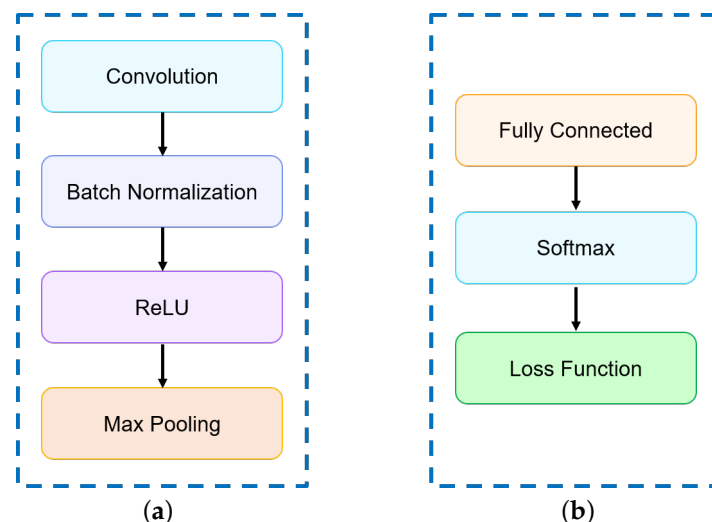 Convolution
Batch Normalization
ReLU
Max Pooling
(a)
Fully Connected
Softmax
Loss Function
(b)